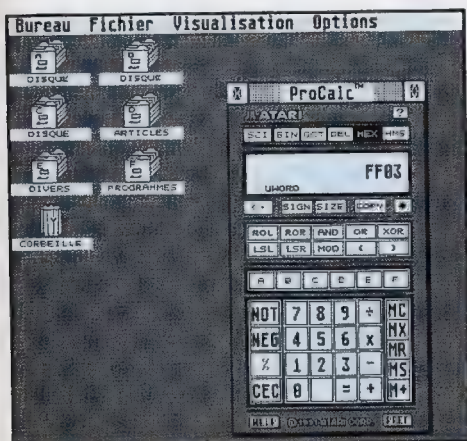 Bureau Fichier Visualisation Options
DISQUE DISQUE
DISQUE ARTICLES
DIVERS PROGRAMMES
CORBEILLE
ProCalc™
ATARI ?
SCI BIN OCT DEC HEX HMS
FF03
UWORD
SIGN SIZE COPY
ROL ROR AND OR XOR
LSL LSR MOD ( )
A B C D E F
NOT 7 8 9 ÷ MC
NEG 4 5 6 x MX
% 1 2 3 - MR
MS
CEC 0 = + M+
HELP PREF